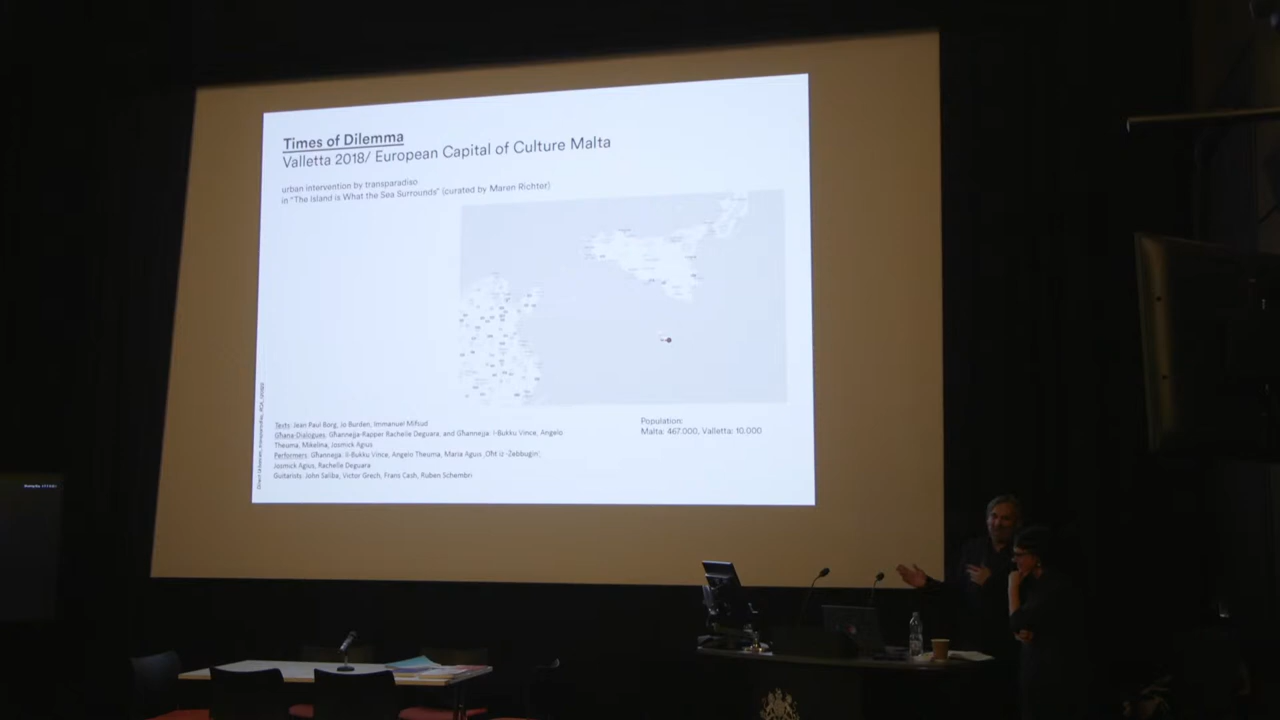 Times of Dilemma
Valletta 2018/ European Capital of Culture Malta
urban intervention by transparadiso
in "The Island is What the Sea Surrounds" (curated by Maren Richter)
Texts: Jean Paul Borg, Jo Burden, Immanuel Mifsud
Għana-Dialogues: Għannejja-Rapper Rachelle Deguara and Għannejja: l-Bukku Vince, Angelo
Theuma, Mikelina, Josmick Agius
Performers: Għannejja: Il-Bukku Vince, Angelo Theuma, Maria Agius
Josmick Agius, Rachelle Deguara
Guitarists: John Saliba, Victor Grech, Frans Cash, Ruben Schembri
Population:
Malta: 467.000, Valletta: 10.000